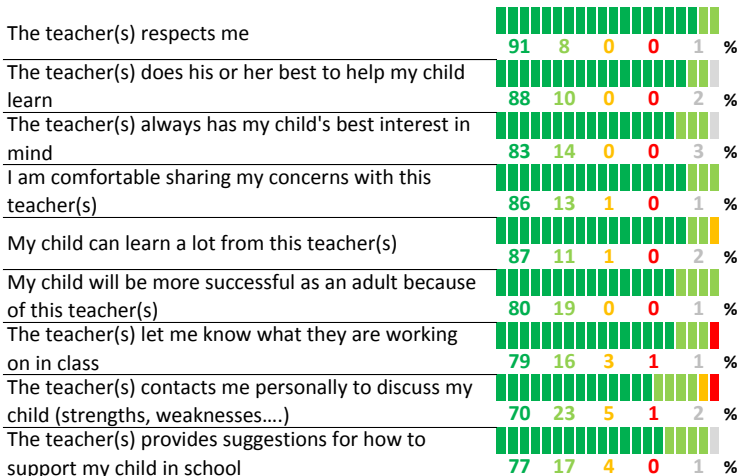 The teacher(s) respects me
91 8 0 0 1 %
The teacher(s) does his or her best to help my child
learn
88 10 0 0 2 %
The teacher(s) always has my child's best interest in
mind
83 14 0 0 3 %
I am comfortable sharing my concerns with this
teacher(s)
86 13 1 0 1 %
My child can learn a lot from this teacher(s)
87 11 1 0 2 %
My child will be more successful as an adult because
of this teacher(s)
80 19 0 0 1 %
The teacher(s) let me know what they are working
on in class
79 16 3 1 1 %
The teacher(s) contacts me personally to discuss my
child (strengths, weaknesses....)
70 23 5 1 2 %
The teacher(s) provides suggestions for how to
support my child in school
77 17 4 0 1 %